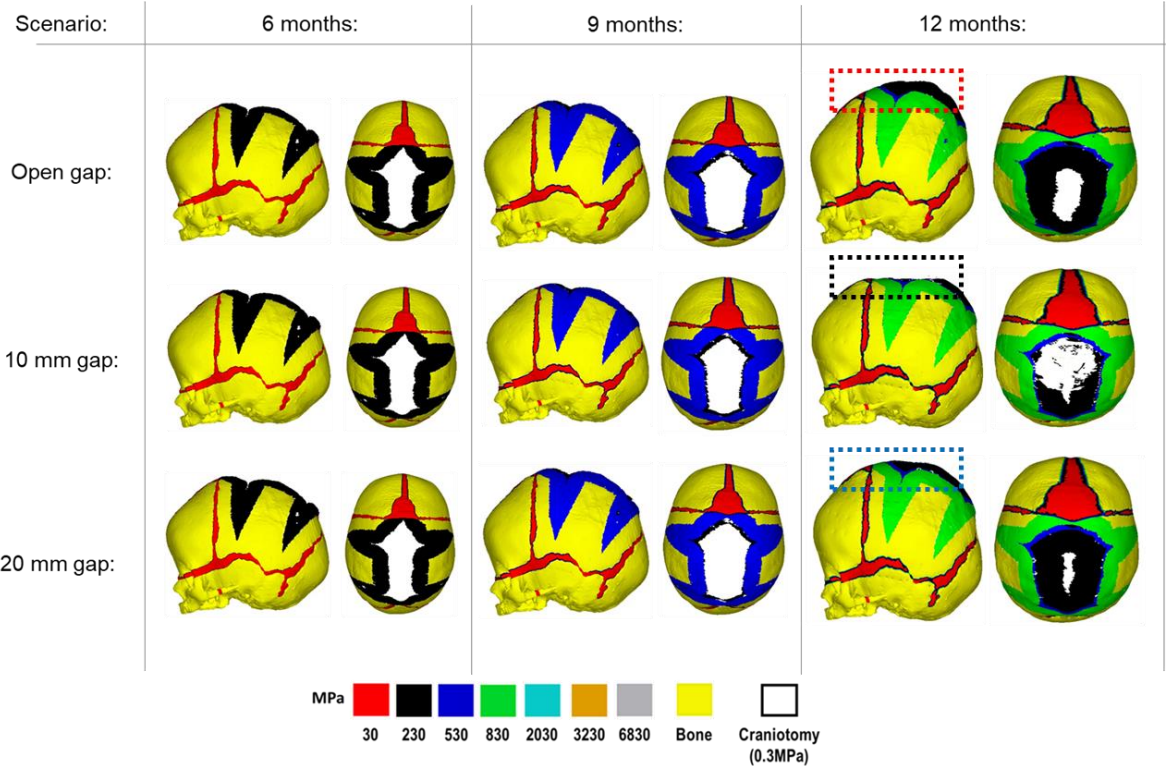 Scenario: 6 months: 9 months: 12 months:
Open gap:
10 mm gap:
20 mm gap:
MPa
30 230 530 830 2030 3230 6830 Bone Craniotomy
(0.3MPa)